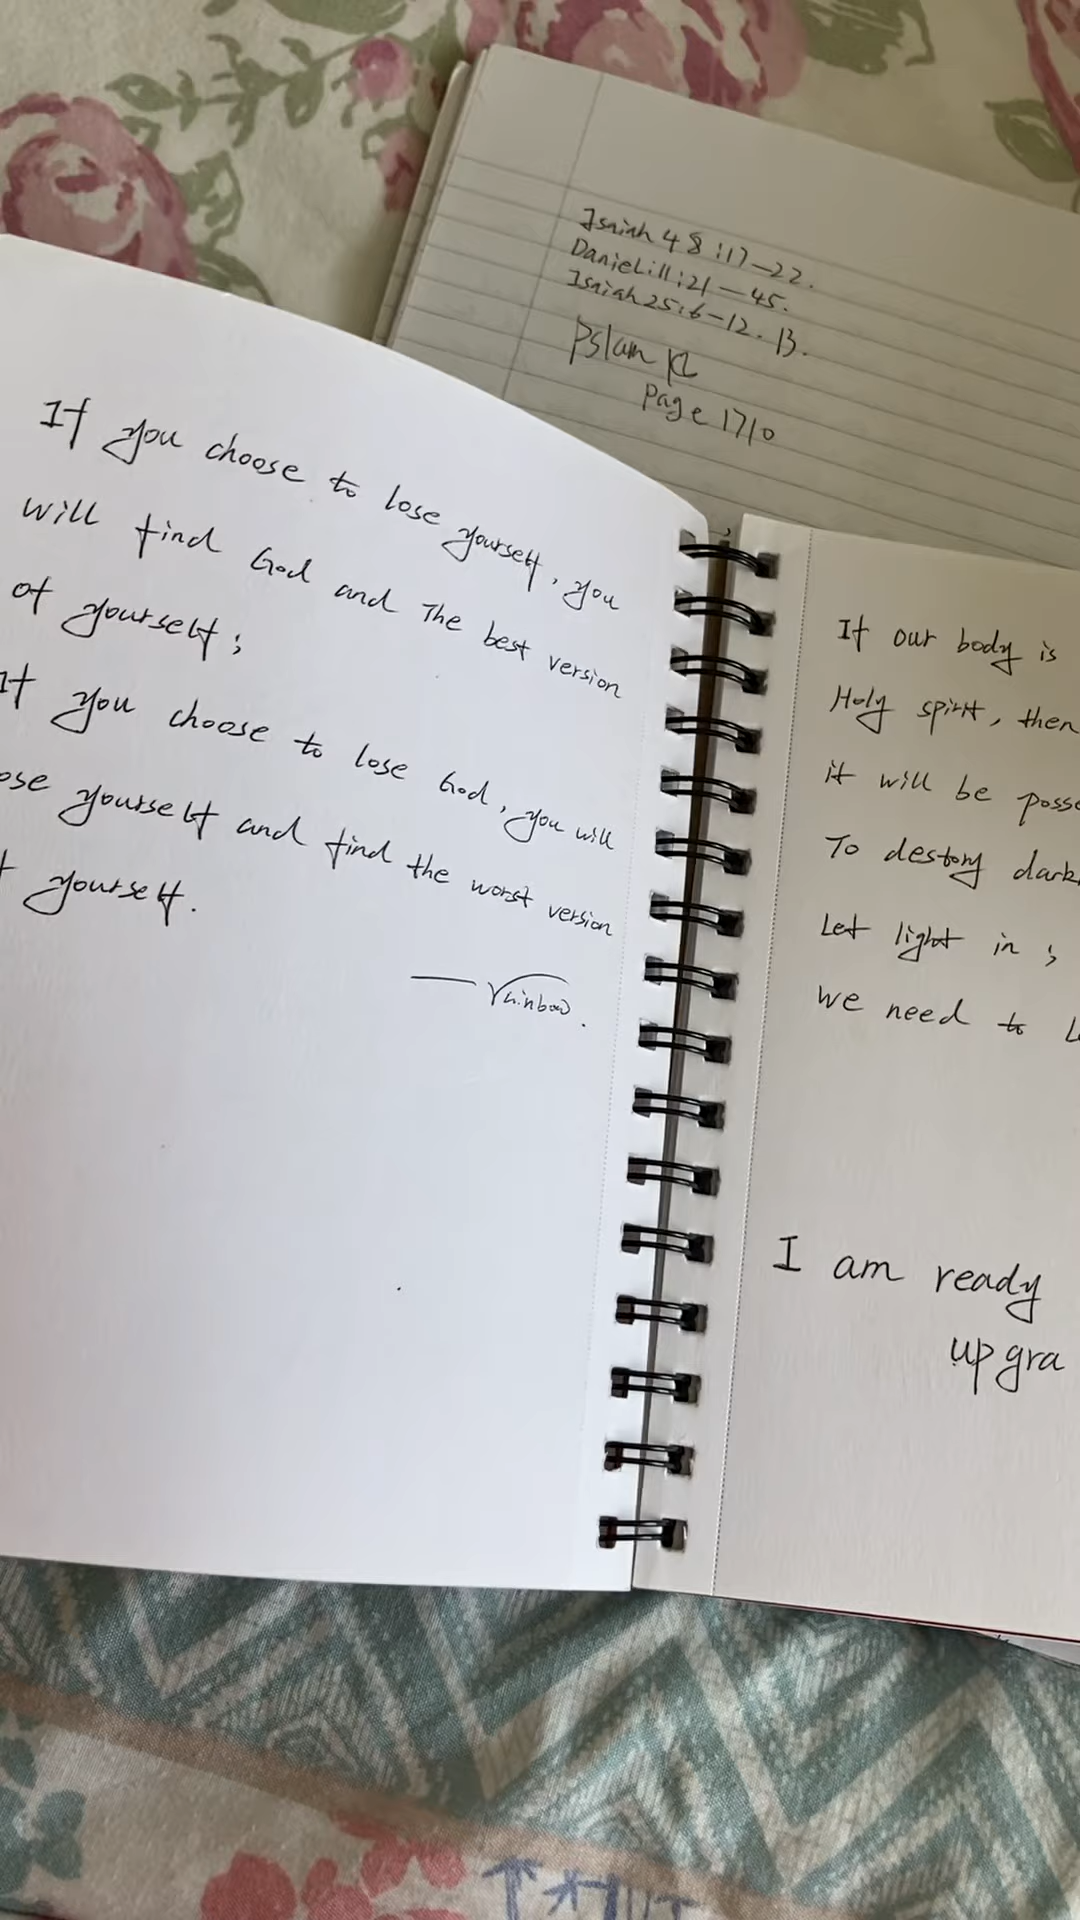 Isaiah 48:17—22.
Daniel.11:21—45.
Isaiah 25:6—12. 13.
Pslam
Page 1710
If you choose to lose yourself, you
will find God and The best version
of yourself;
If you choose to lose God, you will
ose yourself and find the worst version
f yourself.
— rainbow.
If our body is
Holy spirit, then
it will be posse
To destory dark
Let light in ;
we need to L
I am ready
upgra